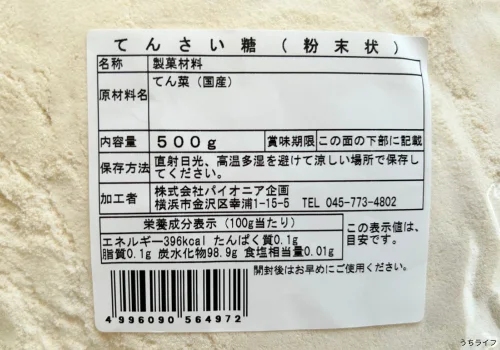 てんさい糖（粉末状）
名称 製菓材料
原材料名 てん菜（国産）
内容量 500g 賞味期限 この面の下部に記載
保存方法 直射日光、高温多湿を避けて涼しい場所で保存し
てください。
加工者 株式会社パイオニア企画
横浜市金沢区幸浦1-15-5 TEL 045-773-4802
栄養成分表示（100g当たり）
エネルギー396kcal たんぱく質0.1g
脂質0.1g 炭水化物98.9g 食塩相当量0.01g
この表示値は、
目安です。
開封後はお早めにご使用ください。
4996090 564972
うちライフ